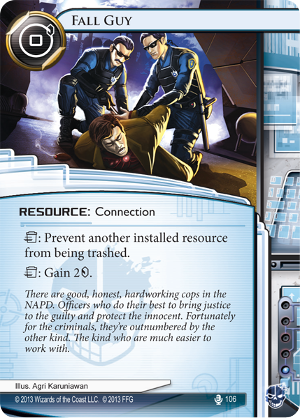 0
FALL GUY
RESOURCE: Connection
: Prevent another installed resource
from being trashed.
: Gain 2.
There are good, honest, hardworking cops in the
NAPD. Officers who do their best to bring justice
to the guilty and protect the innocent. Fortunately
for the criminals, they're outnumbered by the
other kind. The kind who are much easier to
work with.
Illus. Agri Karuniawan
© 2013 Wizards of the Coast LLC. © 2013 FFG
106